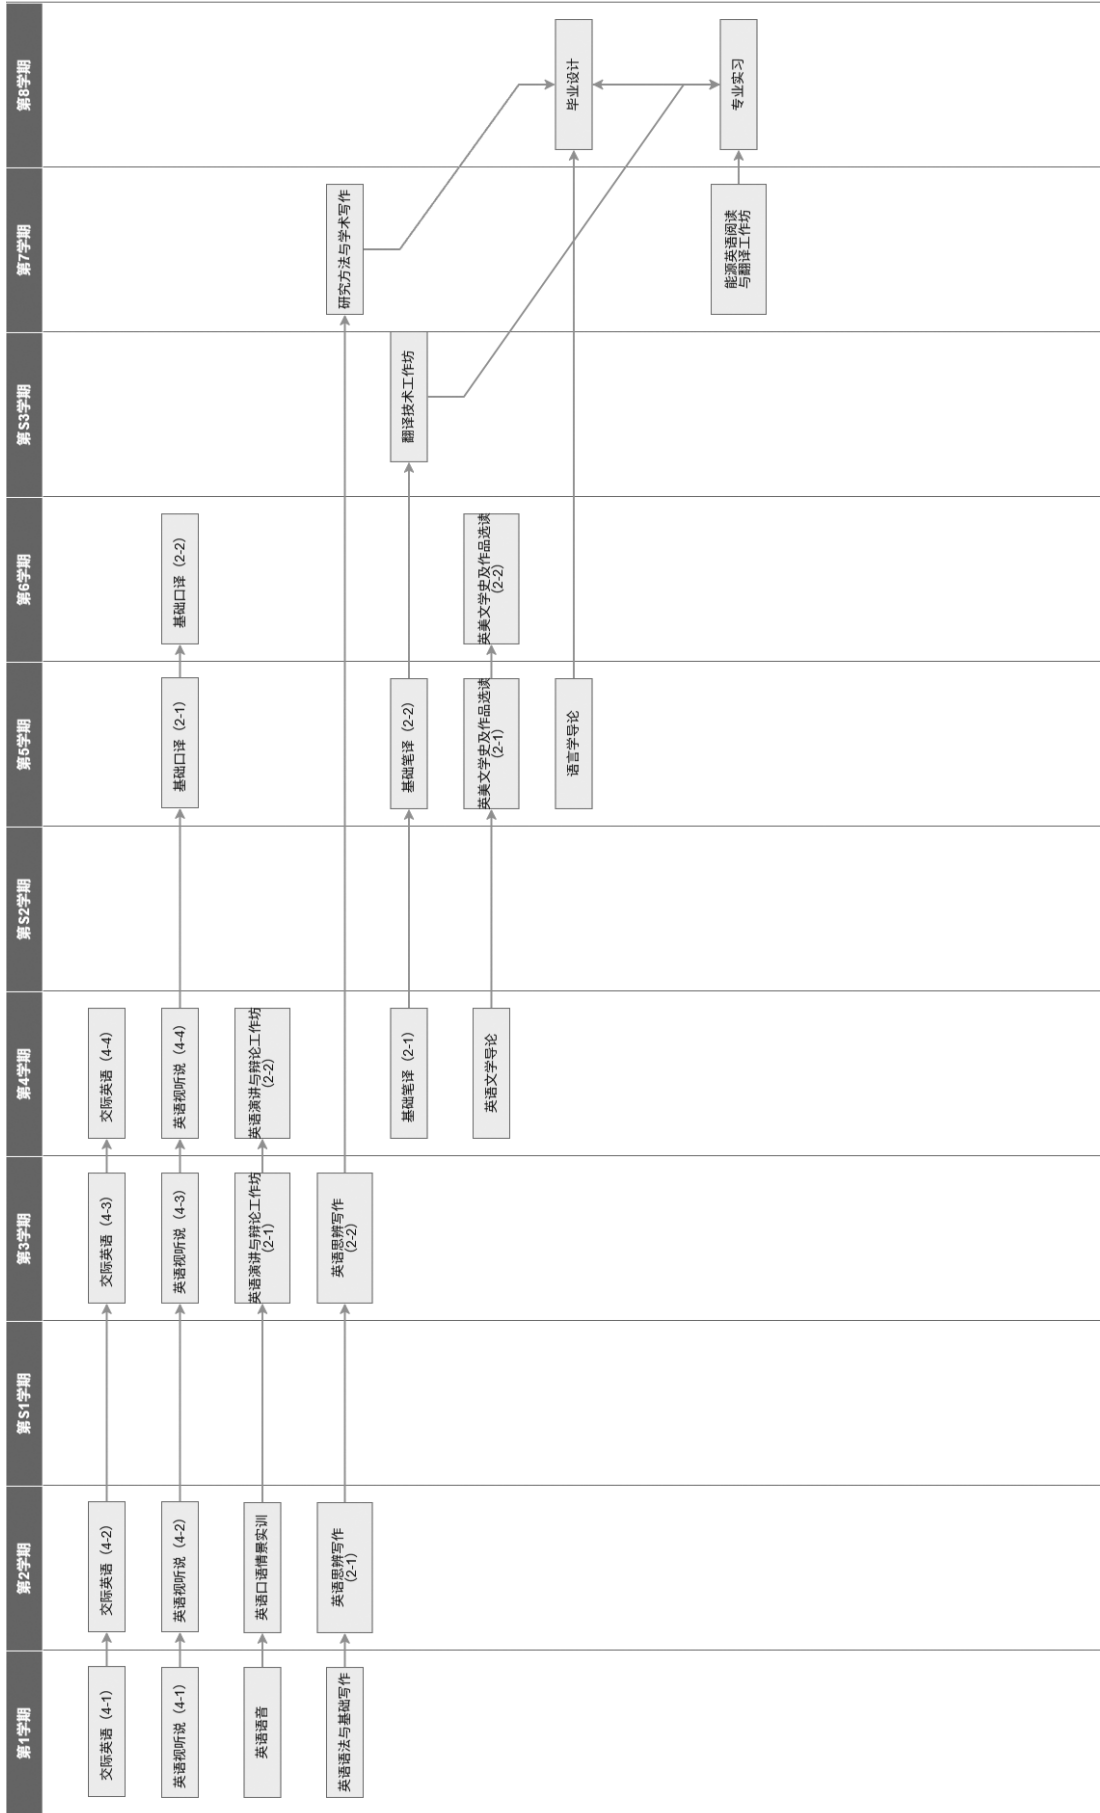 第1学期
第2学期
第S1学期
第3学期
第4学期
第S2学期
第5学期
第6学期
第S3学期
第7学期
第8学期
交际英语（4-1）
交际英语（4-2）
交际英语（4-3）
交际英语（4-4）
英语视听说（4-1）
英语视听说（4-2）
英语视听说（4-3）
英语视听说（4-4）
基础口译（2-1）
基础口译（2-2）
英语语音
英语口语情景实训
英语演讲与辩论工作坊
(2-1)
英语演讲与辩论工作坊
(2-2)
英语语法与基础写作
英语思辨写作
(2-1)
英语思辨写作
(2-2)
研究方法与学术写作
基础笔译（2-1）
基础笔译（2-2）
翻译技术工作坊
英语文学导论
英美文学史及作品选读
(2-1)
英美文学史及作品选读
(2-2)
语言学导论
毕业设计
能源英语阅读
与翻译工作坊
专业实习